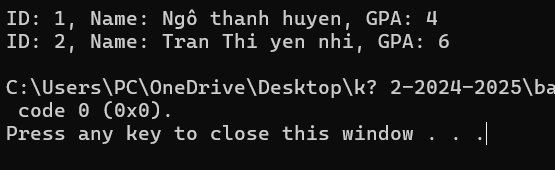 ID: 1, Name: Ngô thanh huyen, GPA: 4
ID: 2, Name: Tran Thi yen nhi, GPA: 6
C:\Users\PC\OneDrive\Desktop\k? 2-2024-2025\ba
code 0 (0x0).
Press any key to close this window . . .